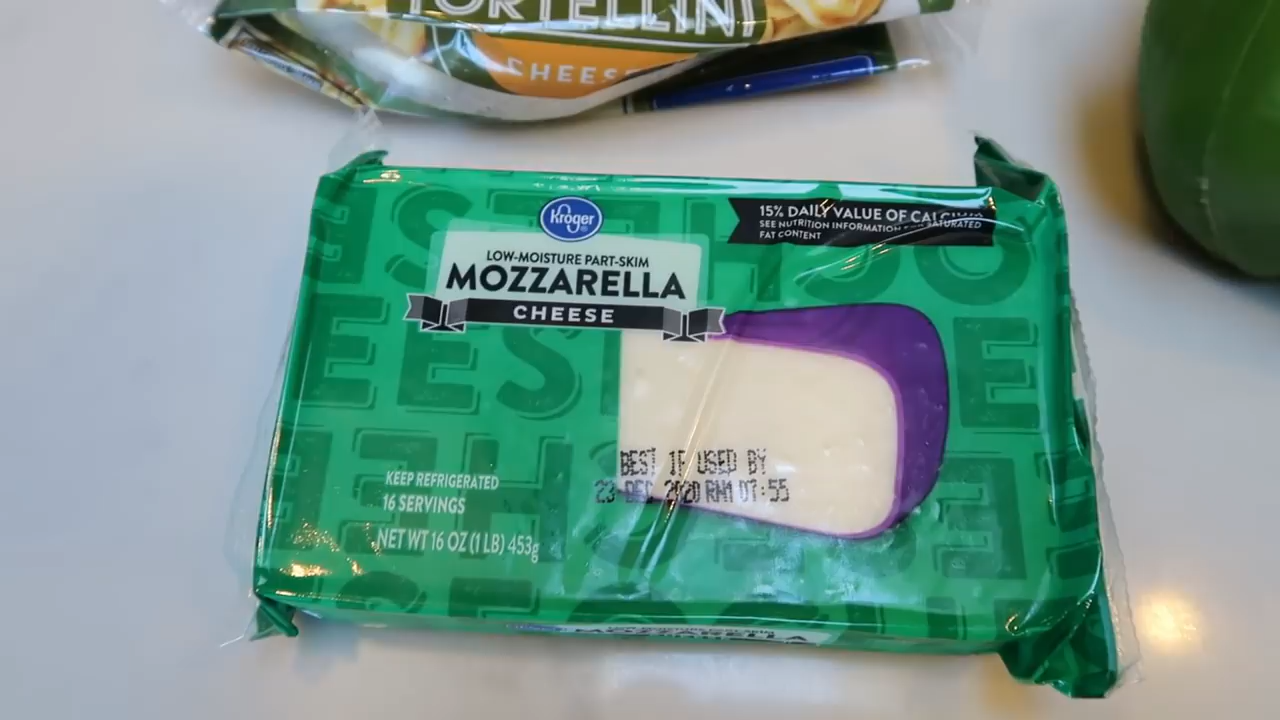 TORTELLINI
CHEESE
Kroger
LOW-MOISTURE PART-SKIM
MOZZARELLA
CHEESE
15% DAILY VALUE OF CALCIUM
SEE NUTRITION INFORMATION FOR SATURATED
FAT CONTENT
BEST IF USED BY
23 DEC 2020 RM1 07:55
KEEP REFRIGERATED
16 SERVINGS
NET WT 16 OZ (1 LB) 453g
MOZZARELLA